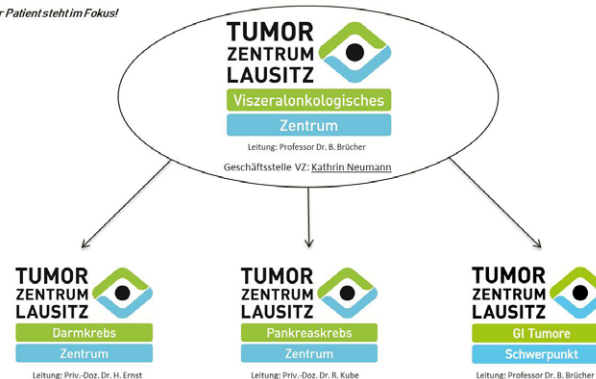 r Patient steht im Fokus!
TUMOR
ZENTRUM
LAUSITZ
Viszeralonkologisches
Zentrum
Leitung: Professor Dr. B. Brücher
Geschäftsstelle VZ: Kathrin Neumann
TUMOR
ZENTRUM
LAUSITZ
Darmkrebs
Zentrum
Leitung: Priv.-Doz. Dr. H. Ernst
TUMOR
ZENTRUM
LAUSITZ
Pankreaskrebs
Zentrum
Leitung: Priv.-Doz. Dr. R. Kube
TUMOR
ZENTRUM
LAUSITZ
GI Tumore
Schwerpunkt
Leitung: Professor Dr. B. Brücher